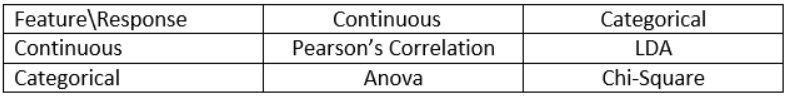 Feature\Response Continuous Categorical
Continuous Pearson’s Correlation LDA
Categorical Anova Chi-Square